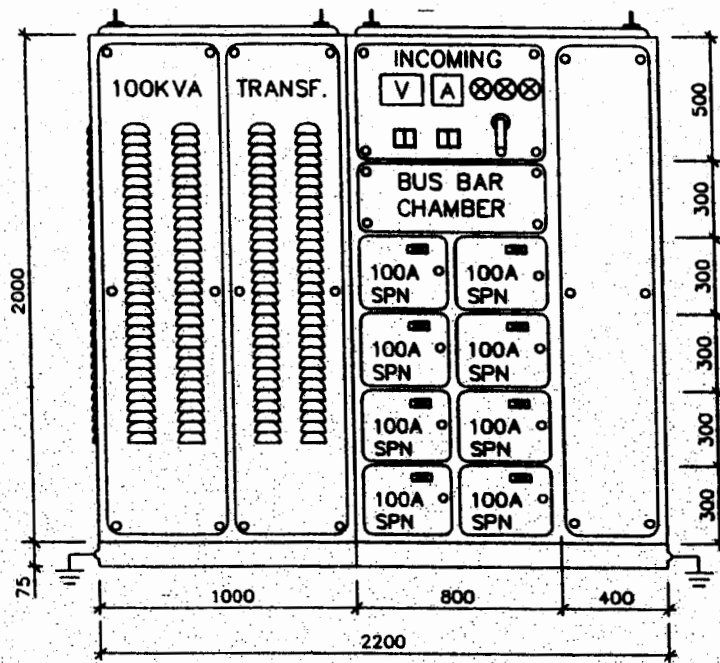 100KVA TRANSF.
INCOMING
V A
BUS BAR
CHAMBER
100A
SPN
100A
SPN
100A
SPN
100A
SPN
100A
SPN
100A
SPN
100A
SPN
100A
SPN
2000
75
500
300
300
300
300
300
1000
800
400
2200